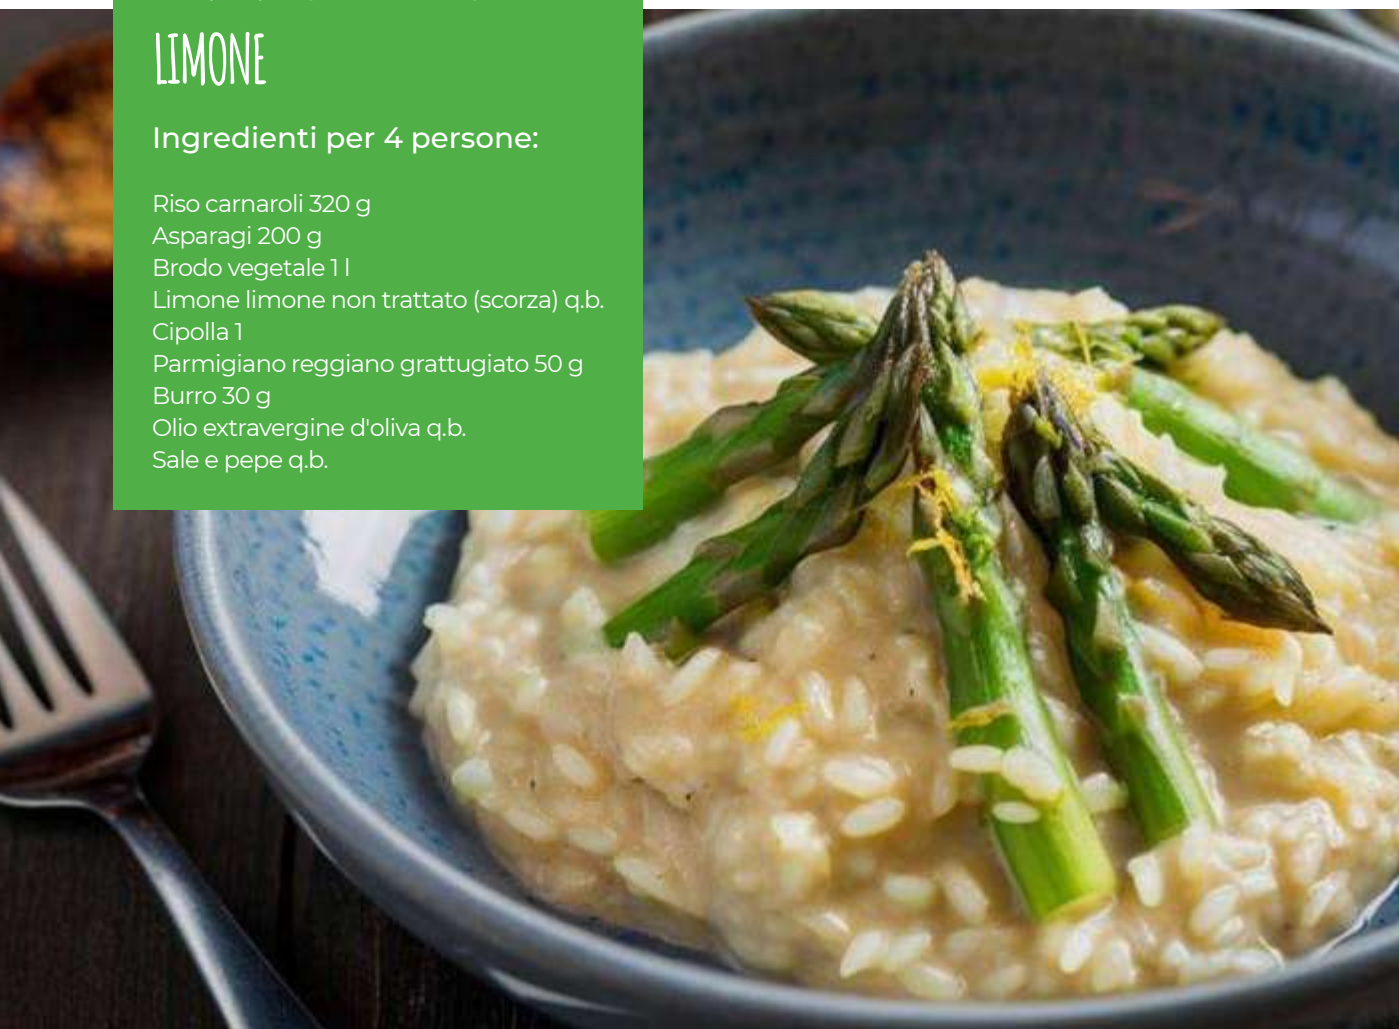 LIMONE
Ingredienti per 4 persone:
Riso carnaroli 320 g
Asparagi 200 g
Brodo vegetale 1 l
Limone limone non trattato (scorza) q.b.
Cipolla 1
Parmigiano reggiano grattugiato 50 g
Burro 30 g
Olio extravergine d'oliva q.b.
Sale e pepe q.b.